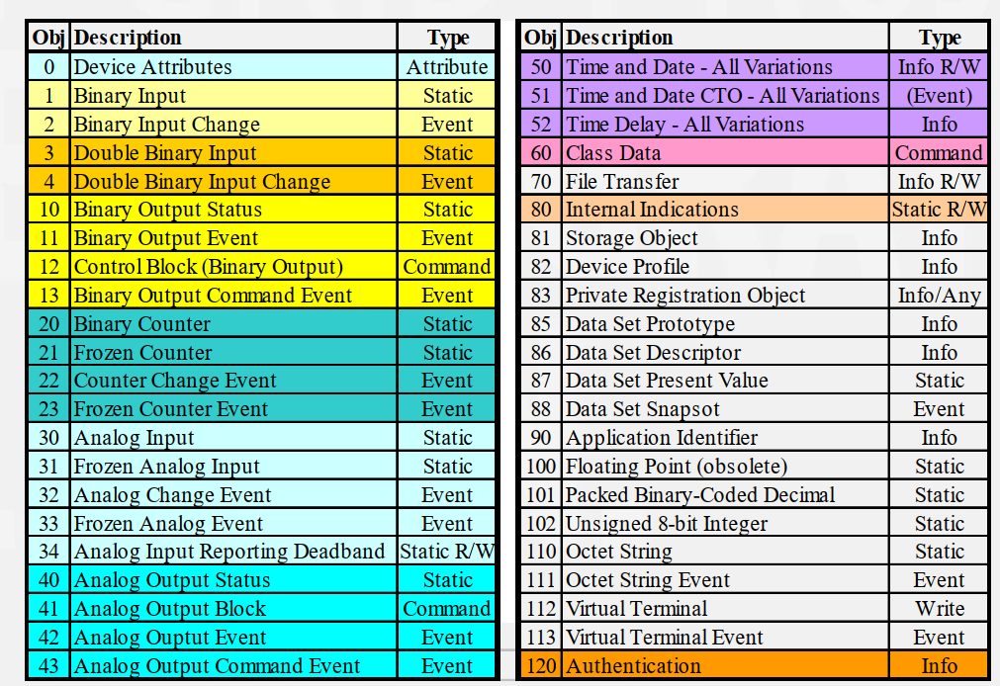 Obj Description Type
0 Device Attributes Attribute
1 Binary Input Static
2 Binary Input Change Event
3 Double Binary Input Static
4 Double Binary Input Change Event
10 Binary Output Status Static
11 Binary Output Event Event
12 Control Block (Binary Output) Command
13 Binary Output Command Event Event
20 Binary Counter Static
21 Frozen Counter Static
22 Counter Change Event Event
23 Frozen Counter Event Event
30 Analog Input Static
31 Frozen Analog Input Static
32 Analog Change Event Event
33 Frozen Analog Event Event
34 Analog Input Reporting Deadband Static R/W
40 Analog Output Status Static
41 Analog Output Block Command
42 Analog Ouptut Event Event
43 Analog Output Command Event Event
Obj Description Type
50 Time and Date - All Variations Info R/W
51 Time and Date CTO - All Variations (Event)
52 Time Delay - All Variations Info
60 Class Data Command
70 File Transfer Info R/W
80 Internal Indications Static R/W
81 Storage Object Info
82 Device Profile Info
83 Private Registration Object Info/Any
85 Data Set Prototype Info
86 Data Set Descriptor Info
87 Data Set Present Value Static
88 Data Set Snapsot Event
90 Application Identifier Info
100 Floating Point (obsolete) Static
101 Packed Binary-Coded Decimal Static
102 Unsigned 8-bit Integer Static
110 Octet String Static
111 Octet String Event Event
112 Virtual Terminal Write
113 Virtual Terminal Event Event
120 Authentication Info